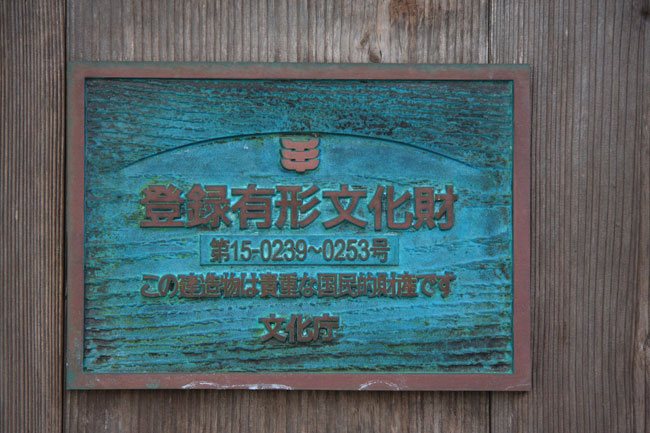 登録有形文化財
第15-0239~0253号
この建造物は貴重な国民的財産です
文化庁